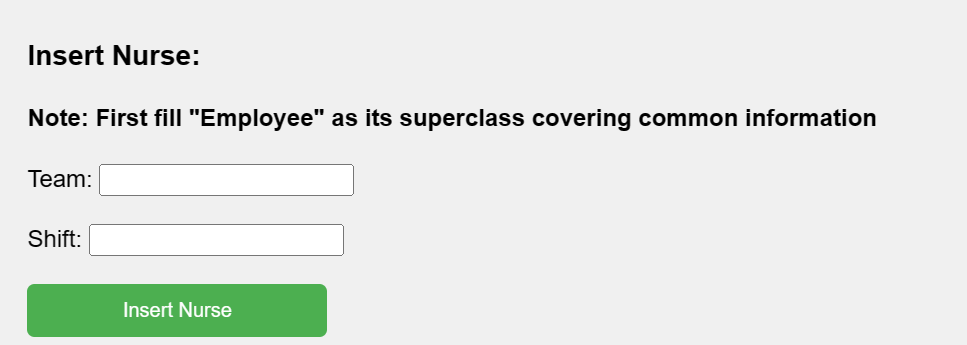 Insert Nurse:
Note: First fill "Employee" as its superclass covering common information
Team:
Shift:
Insert Nurse